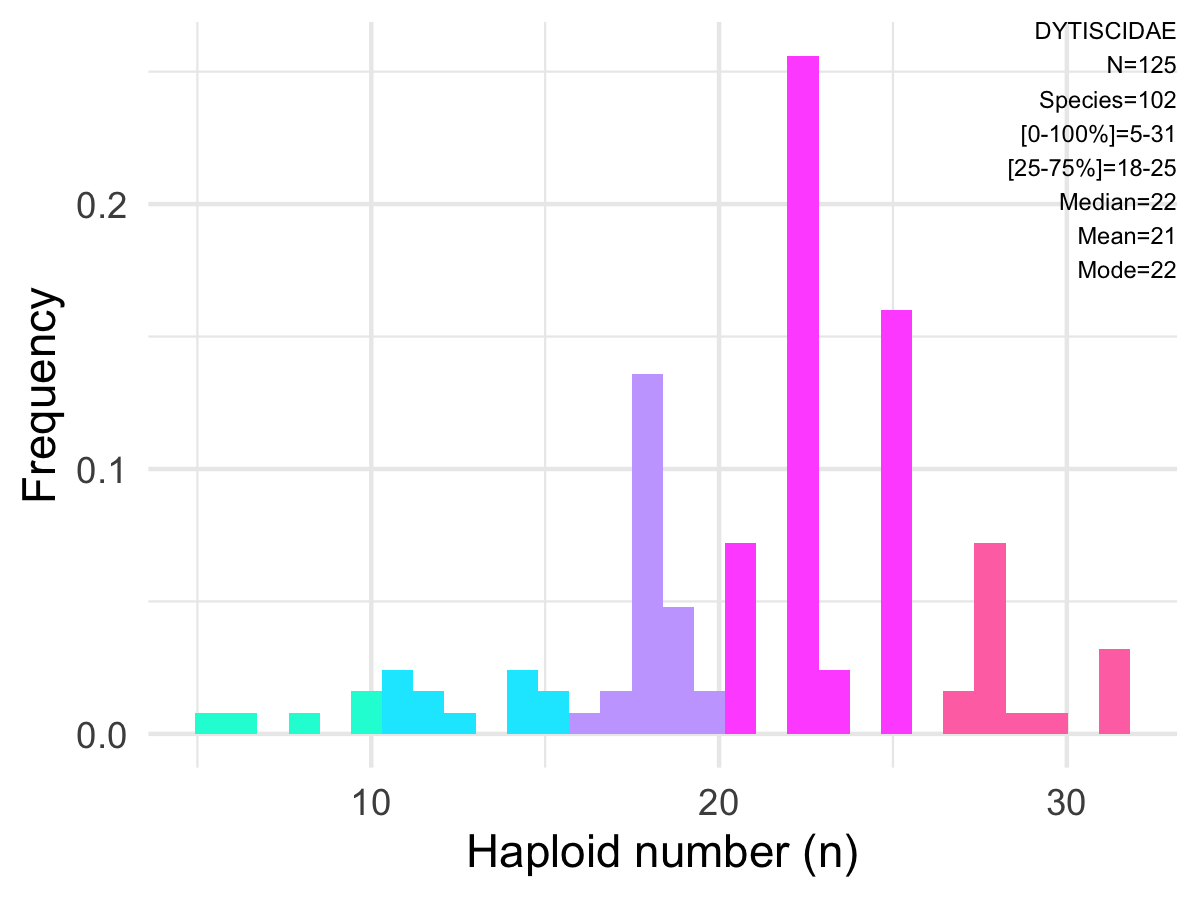 DYTISCIDAE
N=125
Species=102
[0-100%]=5-31
[25-75%]=18-25
Median=22
Mean=21
Mode=22
Frequency
0.2
0.1
0.0
10 20 30
Haploid number (n)